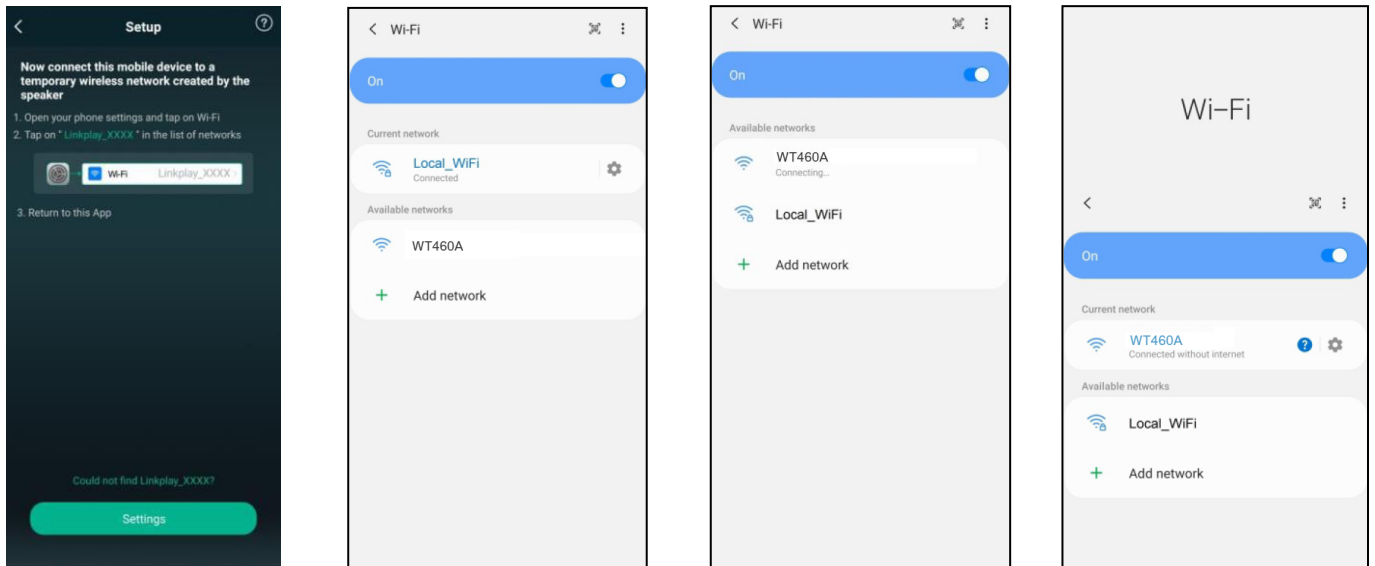 Setup
?
Now connect this mobile device to a
temporary wireless network created by the
speaker
1. Open your phone settings and tap on Wi-Fi
2. Tap on " Linkplay_XXXX " in the list of networks
Wi-Fi Linkplay_XXXX
3. Return to this App
Could not find Linkplay_XXXX?
Settings
Wi-Fi
On
Current network
Local_WiFi
Connected
Available networks
WT460A
Add network
Wi-Fi
On
Available networks
WT460A
Connecting...
Local_WiFi
Add network
Wi-Fi
On
Current network
WT460A
Connected without internet
?
Available networks
Local_WiFi
Add network